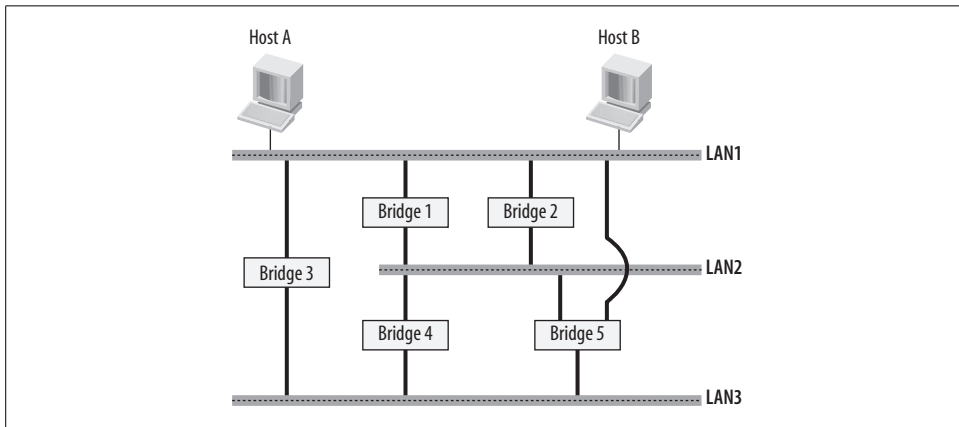 Host A
Host B
LAN1
Bridge 1
Bridge 2
Bridge 3
LAN2
Bridge 4
Bridge 5
LAN3